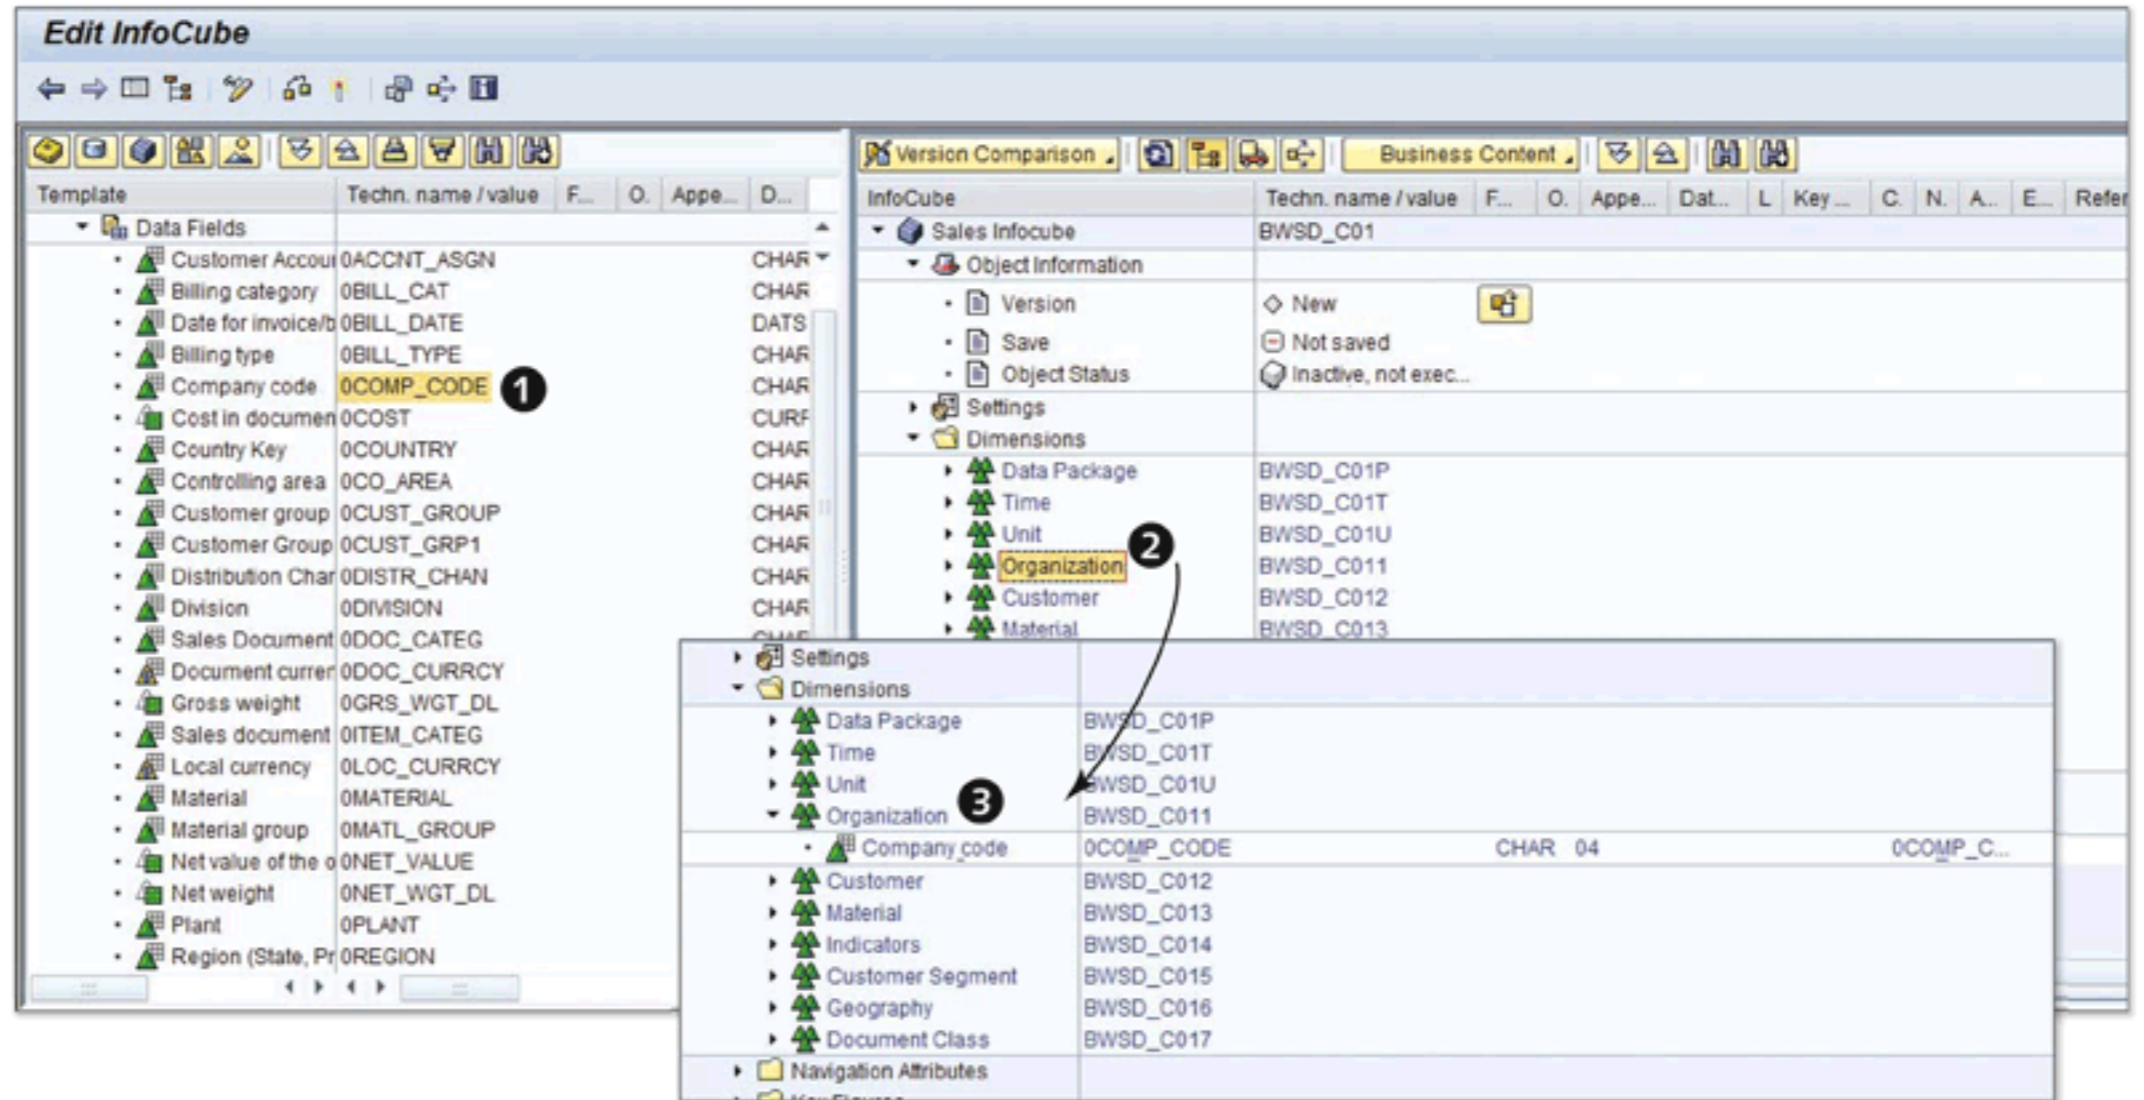 Edit InfoCube
Version Comparison
Business Content
Template Techn. name / value F... O. Appe... D...
Data Fields
Customer Accou 0ACCNT_ASGN CHAR
Billing category 0BILL_CAT CHAR
Date for invoice/b 0BILL_DATE DATS
Billing type 0BILL_TYPE CHAR
Company code 0COMP_CODE 1 CHAR
Cost in documen 0COST CURF
Country Key 0COUNTRY CHAR
Controlling area 0CO_AREA CHAR
Customer group 0CUST_GROUP CHAR
Customer Group 0CUST_GRP1 CHAR
Distribution Char 0DISTR_CHAN CHAR
Division 0DIVISION CHAR
Sales Document 0DOC_CATEG CHAR
Document currer 0DOC_CURRCY
Gross weight 0GRS_WGT_DL
Sales document 0ITEM_CATEG
Local currency 0LOC_CURRCY
Material 0MATERIAL
Material group 0MATL_GROUP
Net value of the o 0NET_VALUE
Net weight 0NET_WGT_DL
Plant 0PLANT
Region (State, Pr 0REGION
InfoCube Techn. name / value F... O. Appe... Dat... L Key ... C. N. A... E... Refer
Sales Infocube BWSD_C01
Object Information
Version New
Save Not saved
Object Status Inactive, not exec...
Settings
Dimensions
Data Package BWSD_C01P
Time BWSD_C01T
Unit BWSD_C01U
Organization 2 BWSD_C011
Customer BWSD_C012
Material BWSD_C013
Settings
Dimensions
Data Package BWSD_C01P
Time BWSD_C01T
Unit BWSD_C01U
Organization 3 BWSD_C011
Company code 0COMP_CODE CHAR 04 0COMP_C...
Customer BWSD_C012
Material BWSD_C013
Indicators BWSD_C014
Customer Segment BWSD_C015
Geography BWSD_C016
Document Class BWSD_C017
Navigation Attributes
Key Figures